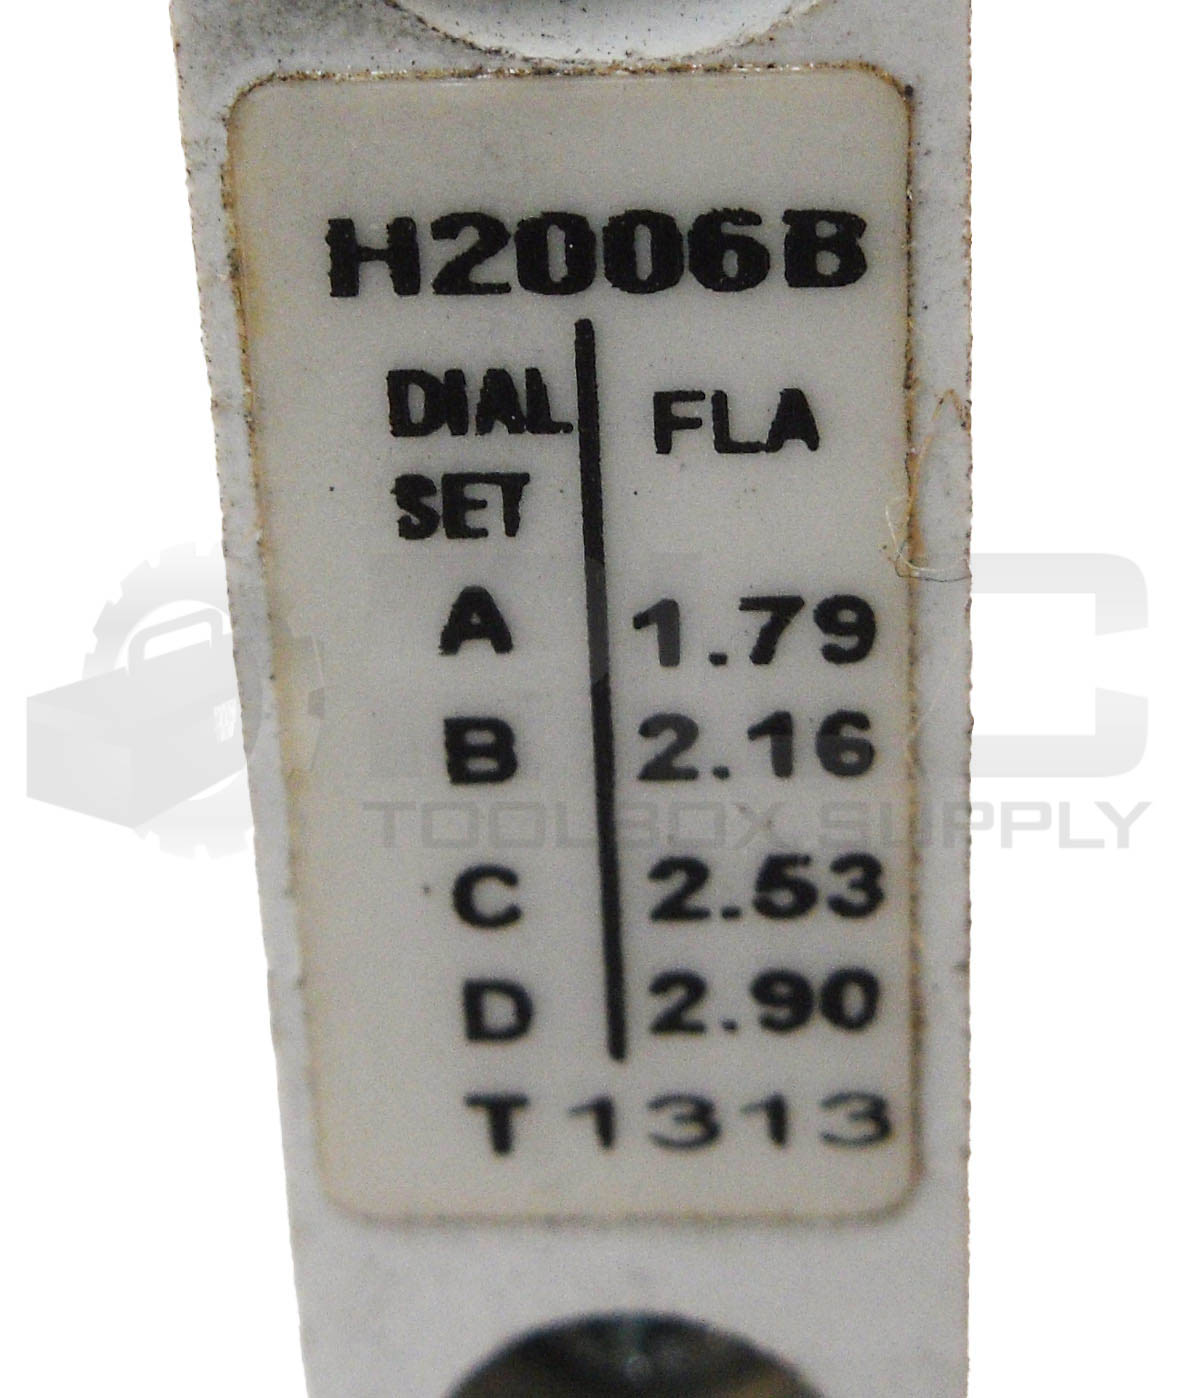 H2006B
DIAL FLA
SET
A 1.79
B 2.16
C 2.53
D 2.90
T1313
TOOLBOX SUPPLY